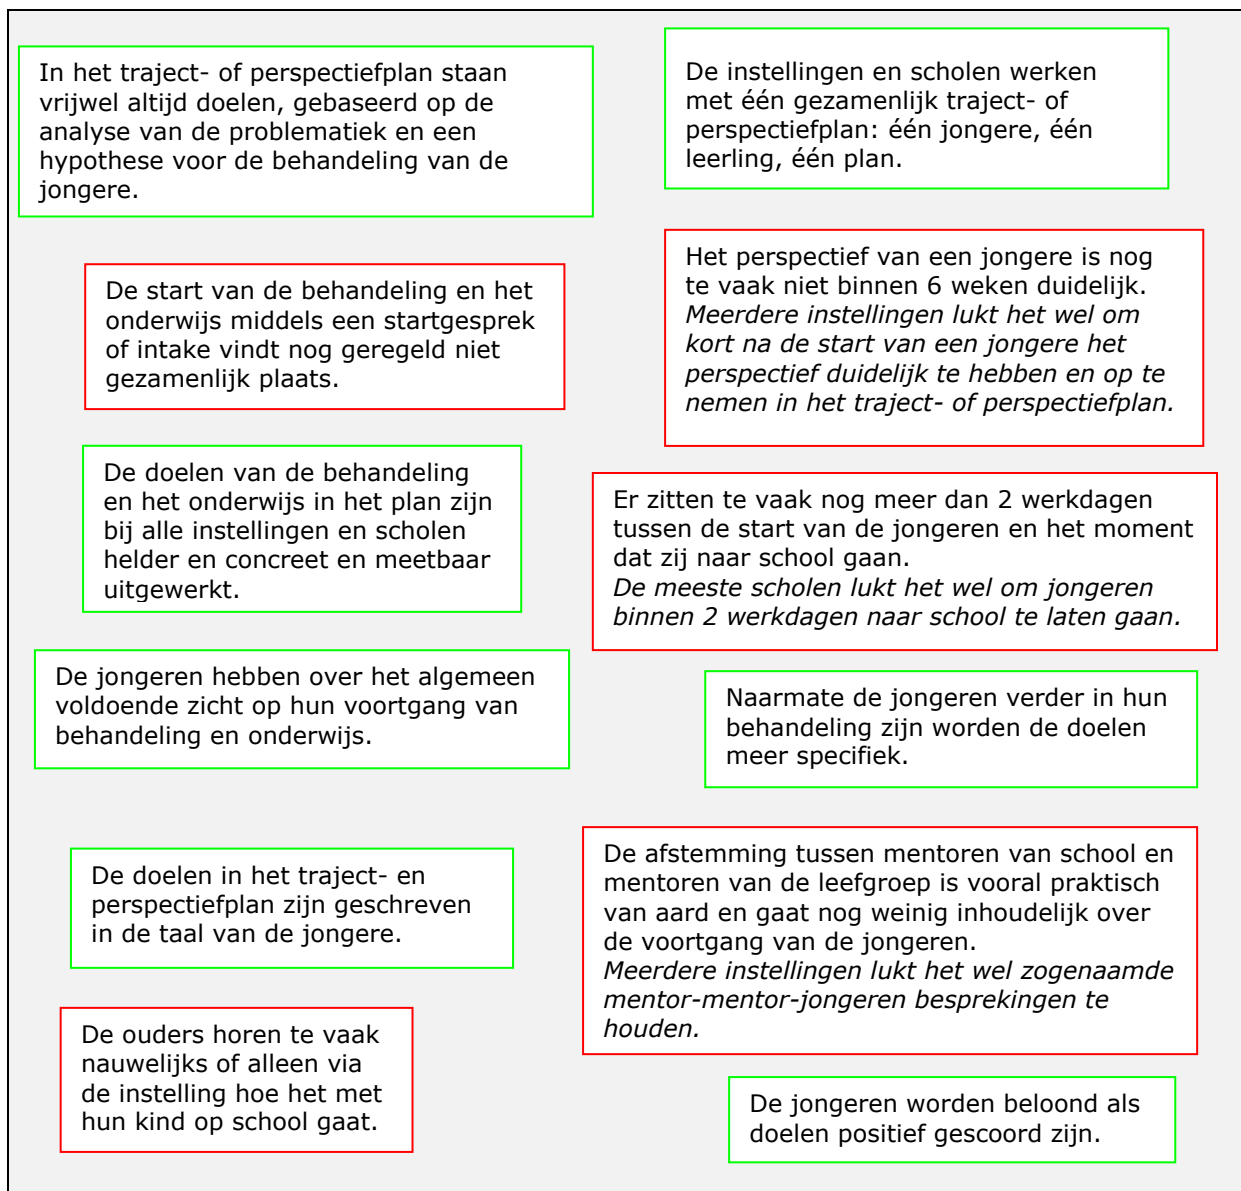 In het traject- of perspectiefplan staan
vrijwel altijd doelen, gebaseerd op de
analyse van de problematiek en een
hypothese voor de behandeling van de
jongere.
De instellingen en scholen werken
met één gezamenlijk traject- of
perspectiefplan: één jongere, één
leerling, één plan.
De start van de behandeling en het
onderwijs middels een startgesprek
of intake vindt nog geregeld niet
gezamenlijk plaats.
Het perspectief van een jongere is nog
te vaak niet binnen 6 weken duidelijk.
Meerdere instellingen lukt het wel om
kort na de start van een jongere het
perspectief duidelijk te hebben en op te
nemen in het traject- of perspectiefplan.
De doelen van de behandeling
en het onderwijs in het plan zijn
bij alle instellingen en scholen
helder en concreet en meetbaar
uitgewerkt.
Er zitten te vaak nog meer dan 2 werkdagen
tussen de start van de jongeren en het moment
dat zij naar school gaan.
De meeste scholen lukt het wel om jongeren
binnen 2 werkdagen naar school te laten gaan.
De jongeren hebben over het algemeen
voldoende zicht op hun voortgang van
behandeling en onderwijs.
Naarmate de jongeren verder in hun
behandeling zijn worden de doelen
meer specifiek.
De doelen in het traject- en
perspectiefplan zijn geschreven
in de taal van de jongere.
De afstemming tussen mentoren van school en
mentoren van de leefgroep is vooral praktisch
van aard en gaat nog weinig inhoudelijk over
de voortgang van de jongeren.
Meerdere instellingen lukt het wel zogenaamde
mentor-mentor-jongeren besprekingen te
houden.
De ouders horen te vaak
nauwelijks of alleen via
de instelling hoe het met
hun kind op school gaat.
De jongeren worden beloond als
doelen positief gescoord zijn.